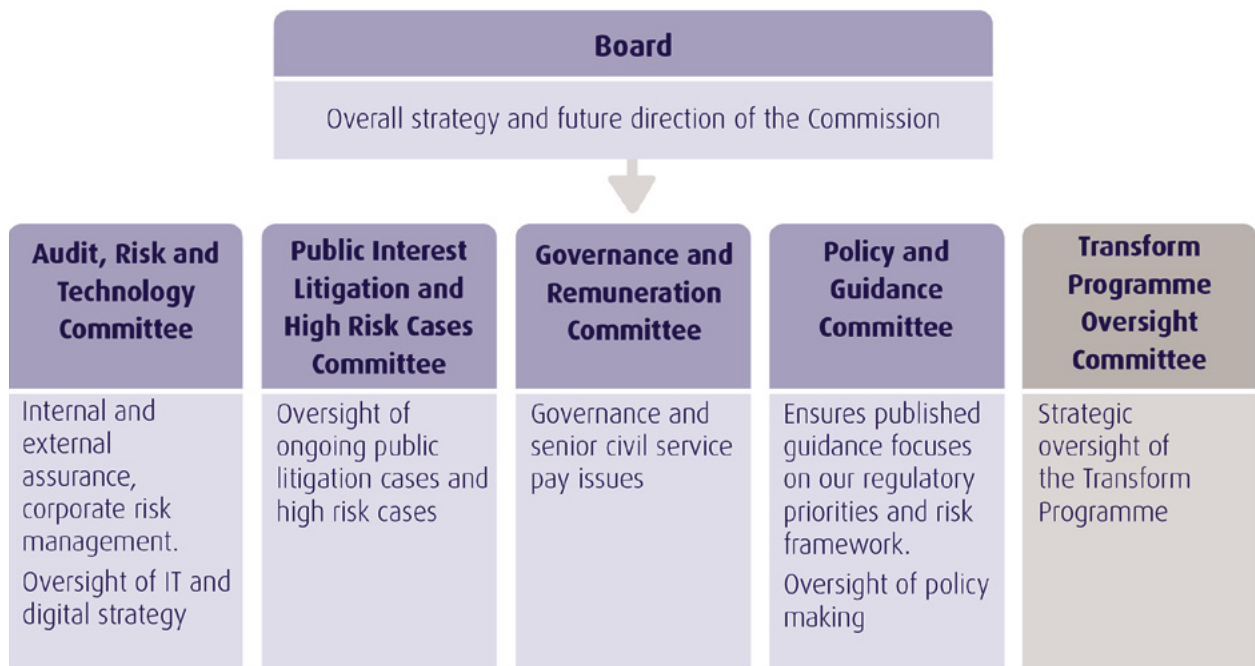 Board
Overall strategy and future direction of the Commission
Audit, Risk and
Technology
Committee
Internal and
external
assurance,
corporate risk
management.
Oversight of IT and
digital strategy
Public Interest
Litigation and
High Risk Cases
Committee
Oversight of
ongoing public
litigation cases and
high risk cases
Governance and
Remuneration
Committee
Governance and
senior civil service
pay issues
Policy and
Guidance
Committee
Ensures published
guidance focuses
on our regulatory
priorities and risk
framework.
Oversight of policy
making
Transform
Programme
Oversight
Committee
Strategic
oversight of
the Transform
Programme